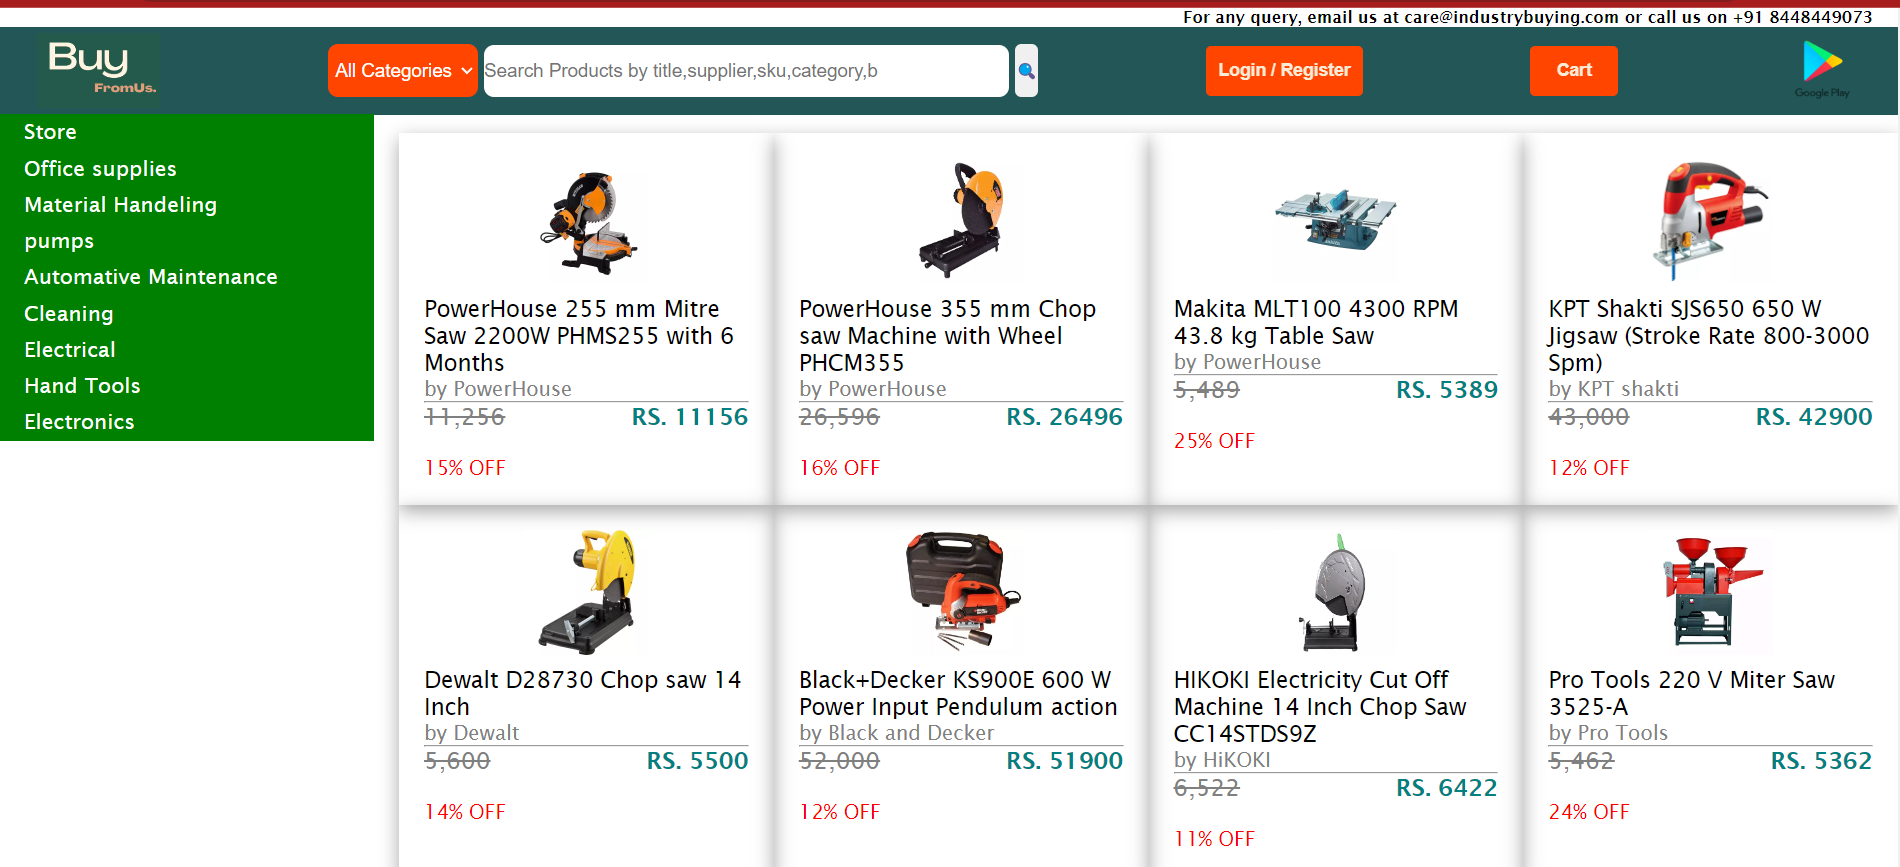 For any query, email us at care@industrybuying.com or call us on +91 8448449073
Buy
FromUs.
All Categories
Search Products by title,supplier,sku,category,b
Login / Register
Cart
Google Play
Store
Office supplies
Material Handeling
pumps
Automative Maintenance
Cleaning
Electrical
Hand Tools
Electronics
PowerHouse 255 mm Mitre
Saw 2200W PHMS255 with 6
Months
by PowerHouse
11,256 RS. 11156
15% OFF
PowerHouse 355 mm Chop
saw Machine with Wheel
PHCM355
by PowerHouse
26,596 RS. 26496
16% OFF
Makita MLT100 4300 RPM
43.8 kg Table Saw
by PowerHouse
5,489 RS. 5389
25% OFF
KPT Shakti SJS650 650 W
Jigsaw (Stroke Rate 800-3000
Spm)
by KPT shakti
43,000 RS. 42900
12% OFF
Dewalt D28730 Chop saw 14
Inch
by Dewalt
5,600 RS. 5500
14% OFF
Black+Decker KS900E 600 W
Power Input Pendulum action
by Black and Decker
52,000 RS. 51900
12% OFF
HIKOKI Electricity Cut Off
Machine 14 Inch Chop Saw
CC14STDS9Z
by HiKOKI
6,522 RS. 6422
11% OFF
Pro Tools 220 V Miter Saw
3525-A
by Pro Tools
5,462 RS. 5362
24% OFF